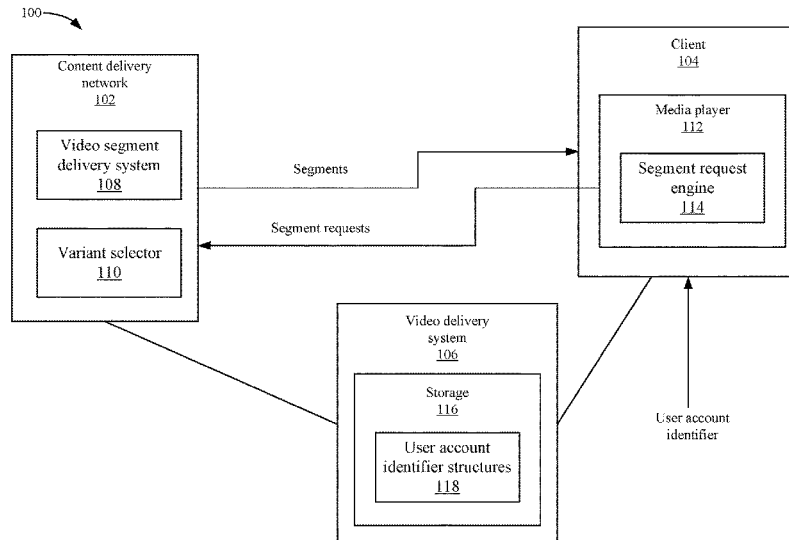 100
Content delivery
network
102
Video segment
delivery system
108
Variant selector
110
Segments
Segment requests
Client
104
Media player
112
Segment request
engine
114
Video delivery
system
106
Storage
116
User account
identifier structures
118
User account
identifier